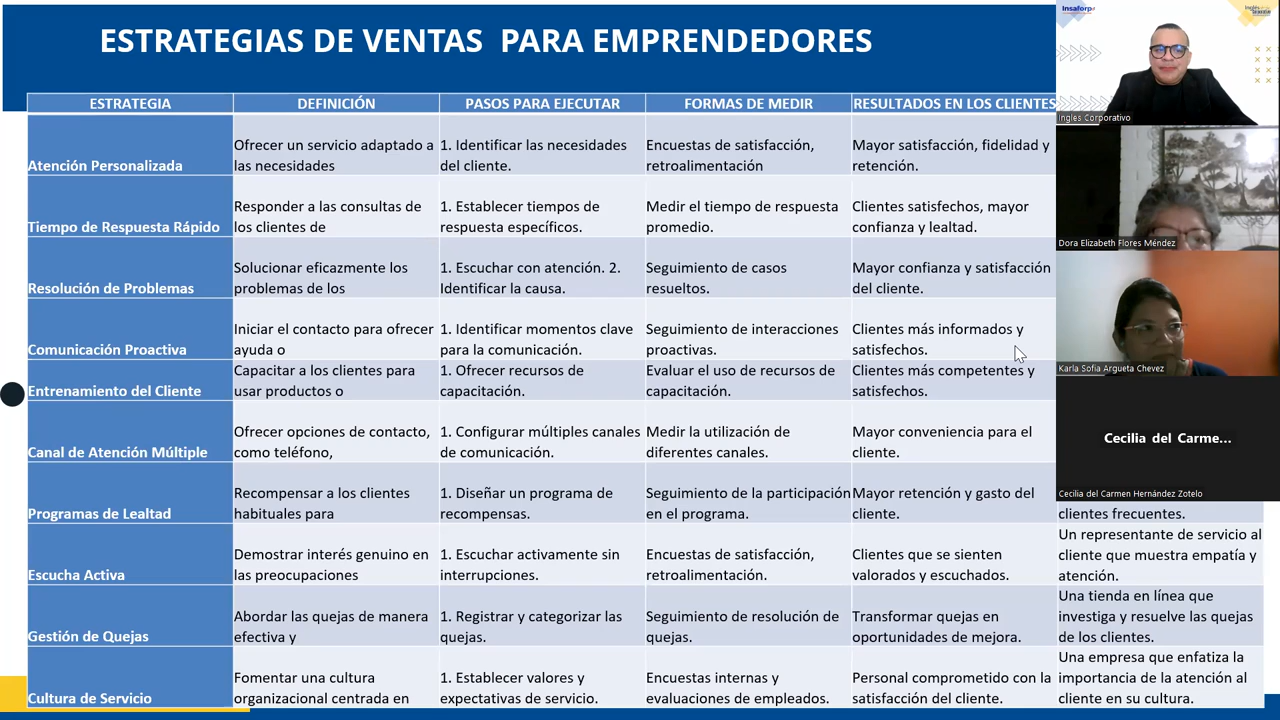 ESTRATEGIAS DE VENTAS PARA EMPRENDEDORES
ESTRATEGIA
DEFINICIÓN
PASOS PARA EJECUTAR
FORMAS DE MEDIR
RESULTADOS EN LOS CLIENTES
Atención Personalizada
Ofrecer un servicio adaptado a
las necesidades
1. Identificar las necesidades
del cliente.
Encuestas de satisfacción,
retroalimentación
Mayor satisfacción, fidelidad y
retención.
Tiempo de Respuesta Rápido
Responder a las consultas de
los clientes de
1. Establecer tiempos de
respuesta específicos.
Medir el tiempo de respuesta
promedio.
Clientes satisfechos, mayor
confianza y lealtad.
Resolución de Problemas
Solucionar eficazmente los
problemas de los
1. Escuchar con atención. 2.
Identificar la causa.
Seguimiento de casos
resueltos.
Mayor confianza y satisfacción
del cliente.
Comunicación Proactiva
Iniciar el contacto para ofrecer
ayuda o
1. Identificar momentos clave
para la comunicación.
Seguimiento de interacciones
proactivas.
Clientes más informados y
satisfechos.
Entrenamiento del Cliente
Capacitar a los clientes para
usar productos o
1. Ofrecer recursos de
capacitación.
Evaluar el uso de recursos de
capacitación.
Clientes más competentes y
satisfechos.
Canal de Atención Múltiple
Ofrecer opciones de contacto,
como teléfono,
1. Configurar múltiples canales
de comunicación.
Medir la utilización de
diferentes canales.
Mayor conveniencia para el
cliente.
Programas de Lealtad
Recompensar a los clientes
habituales para
1. Diseñar un programa de
recompensas.
Seguimiento de la participación
en el programa.
Mayor retención y gasto del
cliente.
clientes frecuentes.
Escucha Activa
Demostrar interés genuino en
las preocupaciones
1. Escuchar activamente sin
interrupciones.
Encuestas de satisfacción,
retroalimentación.
Clientes que se sienten
valorados y escuchados.
Un representante de servicio al
cliente que muestra empatía y
atención.
Gestión de Quejas
Abordar las quejas de manera
efectiva y
1. Registrar y categorizar las
quejas.
Seguimiento de resolución de
quejas.
Transformar quejas en
oportunidades de mejora.
Una tienda en línea que
investiga y resuelve las quejas
de los clientes.
Cultura de Servicio
Fomentar una cultura
organizacional centrada en
1. Establecer valores y
expectativas de servicio.
Encuestas internas y
evaluaciones de empleados.
Personal comprometido con la
satisfacción del cliente.
Una empresa que enfatiza la
importancia de la atención al
cliente en su cultura.
Insaforp
Ingles Corporativo
Dora Elizabeth Flores Méndez
Karla Sofia Argueta Chevez
Cecilia del Carme...
Cecilia del Carmen Hernández Zotelo